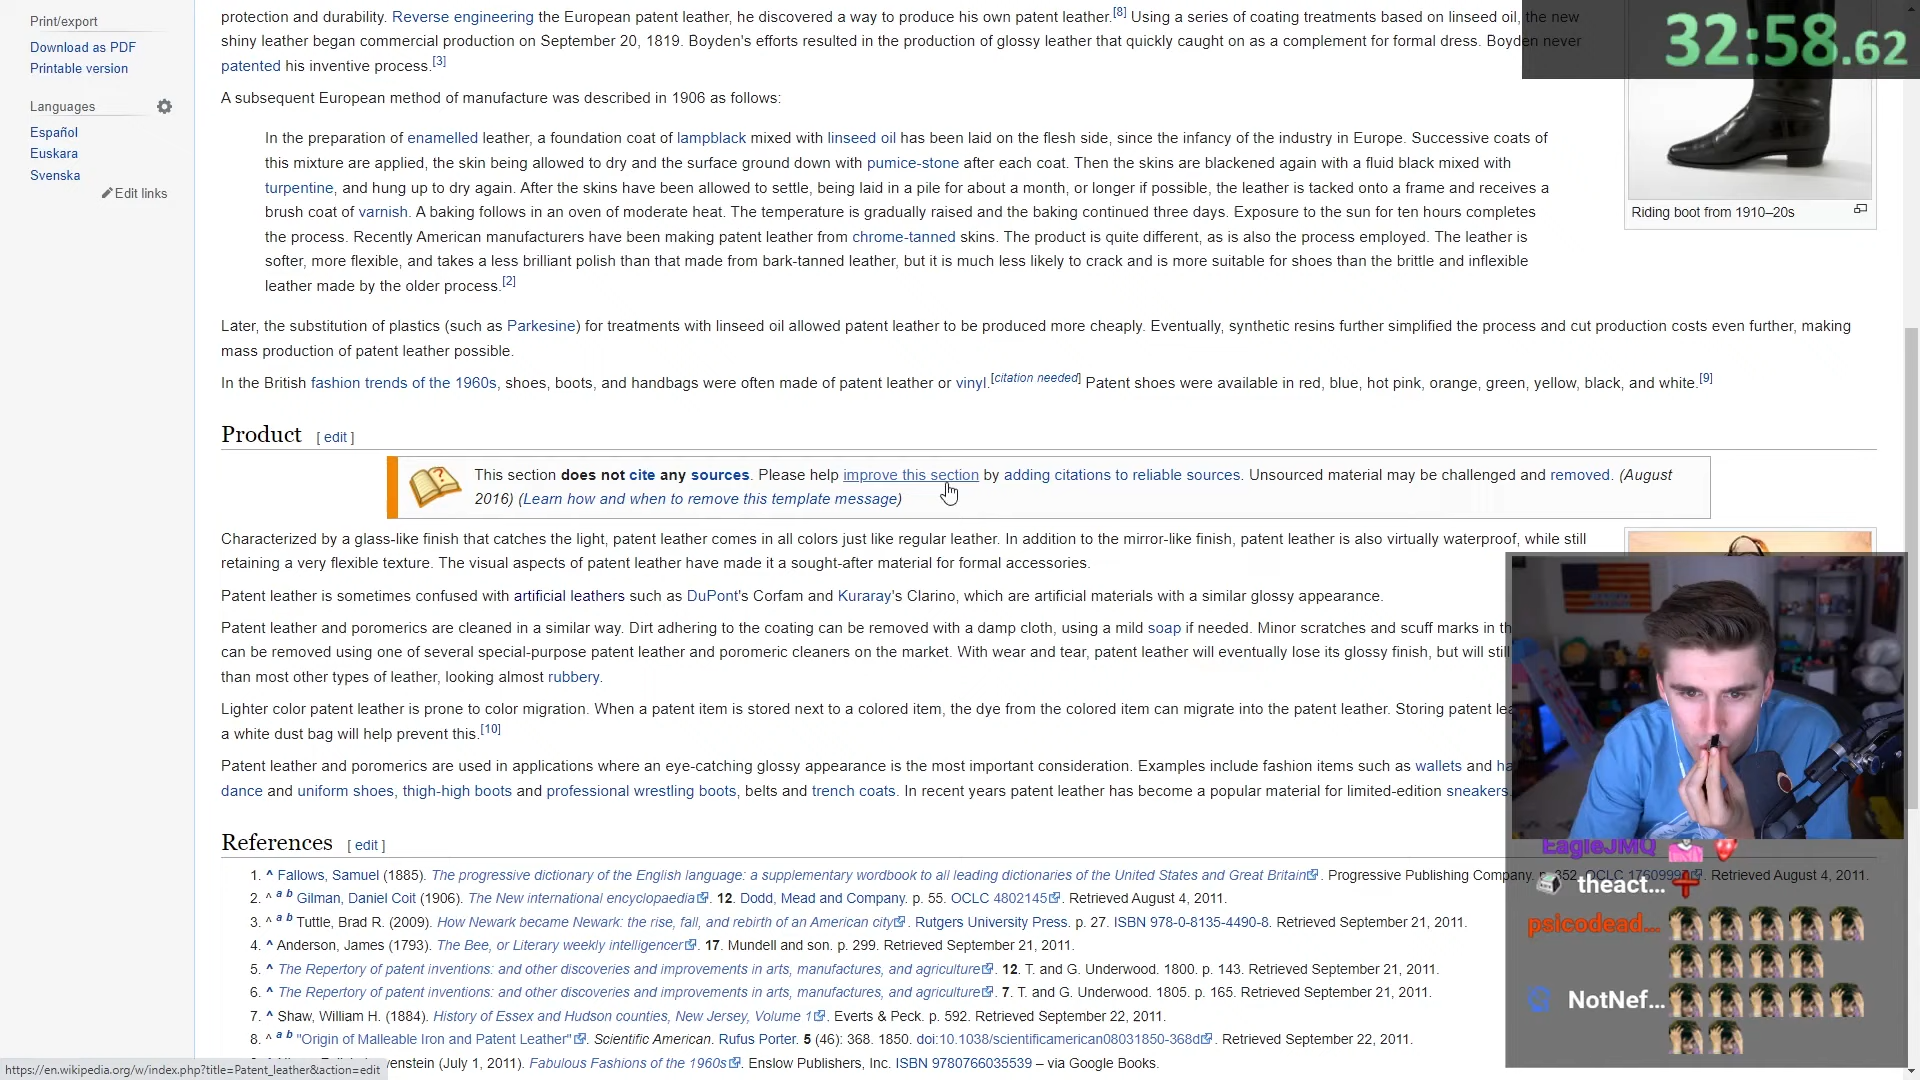 Print/export
Download as PDF
Printable version
Languages
Español
Euskara
Svenska
Edit links
protection and durability. Reverse engineering the European patent leather, he discovered a way to produce his own patent leather.[8] Using a series of coating treatments based on linseed oil, the new
shiny leather began commercial production on September 20, 1819. Boyden's efforts resulted in the production of glossy leather that quickly caught on as a complement for formal dress. Boyden never
patented his inventive process.[3]
32:58.62
A subsequent European method of manufacture was described in 1906 as follows:
In the preparation of enamelled leather, a foundation coat of lampblack mixed with linseed oil has been laid on the flesh side, since the infancy of the industry in Europe. Successive coats of
this mixture are applied, the skin being allowed to dry and the surface ground down with pumice-stone after each coat. Then the skins are blackened again with a fluid black mixed with
turpentine, and hung up to dry again. After the skins have been allowed to settle, being laid in a pile for about a month, or longer if possible, the leather is tacked onto a frame and receives a
brush coat of varnish. A baking follows in an oven of moderate heat. The temperature is gradually raised and the baking continued three days. Exposure to the sun for ten hours completes
the process. Recently American manufacturers have been making patent leather from chrome-tanned skins. The product is quite different, as is also the process employed. The leather is
softer, more flexible, and takes a less brilliant polish than that made from bark-tanned leather, but it is much less likely to crack and is more suitable for shoes than the brittle and inflexible
leather made by the older process.[2]
Riding boot from 1910–20s
Later, the substitution of plastics (such as Parkesine) for treatments with linseed oil allowed patent leather to be produced more cheaply. Eventually, synthetic resins further simplified the process and cut production costs even further, making
mass production of patent leather possible.
In the British fashion trends of the 1960s, shoes, boots, and handbags were often made of patent leather or vinyl.[citation needed] Patent shoes were available in red, blue, hot pink, orange, green, yellow, black, and white.[9]
Product [ edit ]
This section does not cite any sources. Please help improve this section by adding citations to reliable sources. Unsourced material may be challenged and removed. (August
2016) (Learn how and when to remove this template message)
Characterized by a glass-like finish that catches the light, patent leather comes in all colors just like regular leather. In addition to the mirror-like finish, patent leather is also virtually waterproof, while still
retaining a very flexible texture. The visual aspects of patent leather have made it a sought-after material for formal accessories.
Patent leather is sometimes confused with artificial leathers such as DuPont's Corfam and Kuraray's Clarino, which are artificial materials with a similar glossy appearance.
Patent leather and poromerics are cleaned in a similar way. Dirt adhering to the coating can be removed with a damp cloth, using a mild soap if needed. Minor scratches and scuff marks in th
can be removed using one of several special-purpose patent leather and poromeric cleaners on the market. With wear and tear, patent leather will eventually lose its glossy finish, but will still
than most other types of leather, looking almost rubbery.
Lighter color patent leather is prone to color migration. When a patent item is stored next to a colored item, the dye from the colored item can migrate into the patent leather. Storing patent lea
a white dust bag will help prevent this.[10]
Patent leather and poromerics are used in applications where an eye-catching glossy appearance is the most important consideration. Examples include fashion items such as wallets and ha
dance and uniform shoes, thigh-high boots and professional wrestling boots, belts and trench coats. In recent years patent leather has become a popular material for limited-edition sneakers.
References [ edit ]
1. ^ Fallows, Samuel (1885). The progressive dictionary of the English language: a supplementary wordbook to all leading dictionaries of the United States and Great Britain. Progressive Publishing Company. p. 352. OCLC 17609997. Retrieved August 4, 2011.
2. ^ a b Gilman, Daniel Coit (1906). The New international encyclopaedia. 12. Dodd, Mead and Company. p. 55. OCLC 4802145. Retrieved August 4, 2011.
3. ^ a b Tuttle, Brad R. (2009). How Newark became Newark: the rise, fall, and rebirth of an American city. Rutgers University Press. p. 27. ISBN 978-0-8135-4490-8. Retrieved September 21, 2011.
4. ^ Anderson, James (1793). The Bee, or Literary weekly intelligencer. 17. Mundell and son. p. 299. Retrieved September 21, 2011.
5. ^ The Repertory of patent inventions: and other discoveries and improvements in arts, manufactures, and agriculture. 12. T. and G. Underwood. 1800. p. 143. Retrieved September 21, 2011.
6. ^ The Repertory of patent inventions: and other discoveries and improvements in arts, manufactures, and agriculture. 7. T. and G. Underwood. 1805. p. 165. Retrieved September 21, 2011.
7. ^ Shaw, William H. (1884). History of Essex and Hudson counties, New Jersey, Volume 1. Everts & Peck. p. 592. Retrieved September 22, 2011.
8. ^ a b "Origin of Malleable Iron and Patent Leather". Scientific American. Rufus Porter. 5 (46): 368. 1850. doi:10.1038/scientificamerican08031850-368d. Retrieved September 22, 2011.
(July 1, 2011). Fabulous Fashions of the 1960s. Enslow Publishers, Inc. ISBN 9780766035539 – via Google Books.
https://en.wikipedia.org/w/index.php?title=Patent_leather&action=edit
EagleJMQ
theact...
psicodead...
NotNef...